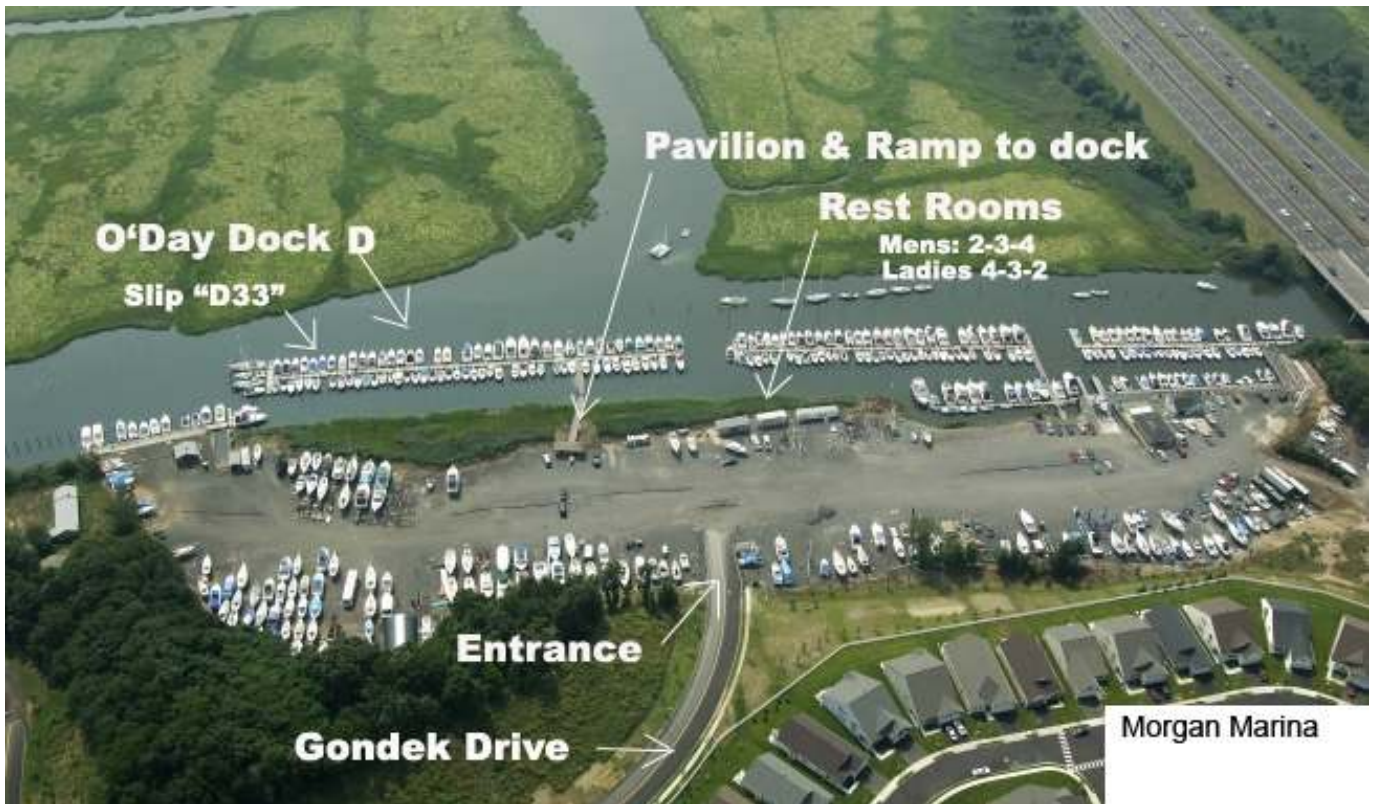 Pavilion & Ramp to dock
Rest Rooms
Mens: 2-3-4
Ladies 4-3-2
O‘Day Dock D
Slip “D33”
Entrance
Gondek Drive
Morgan Marina